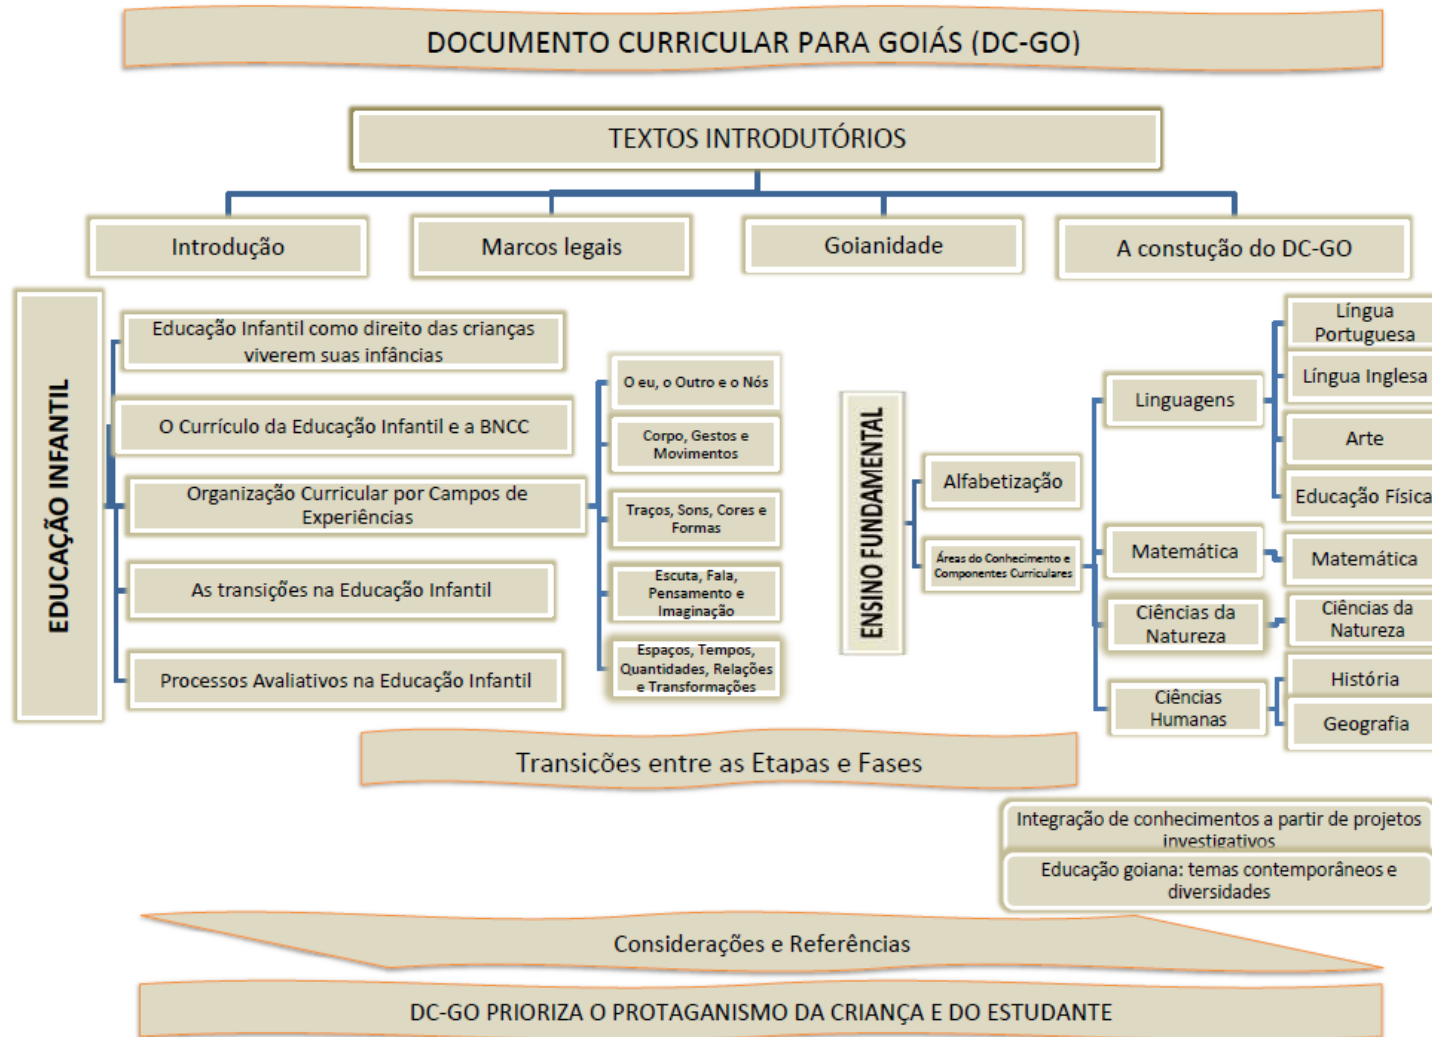 DOCUMENTO CURRICULAR PARA GOIÁS (DC-GO)
TEXTOS INTRODUTÓRIOS
Introdução
Marcos legais
Goianidade
A constução do DC-GO
EDUCAÇÃO INFANTIL
Educação Infantil como direito das crianças
viverem suas infâncias
O Currículo da Educação Infantil e a BNCC
Organização Curricular por Campos de
Experiências
As transições na Educação Infantil
Processos Avaliativos na Educação Infantil
O eu, o Outro e o Nós
Corpo, Gestos e
Movimentos
Traços, Sons, Cores e
Formas
Escuta, Fala,
Pensamento e
Imaginação
Espaços, Tempos,
Quantidades, Relações
e Transformações
ENSINO FUNDAMENTAL
Alfabetização
Áreas do Conhecimento e
Componentes Curriculares
Linguagens
Língua
Portuguesa
Língua Inglesa
Arte
Educação Física
Matemática
Matemática
Ciências da
Natureza
Ciências da
Natureza
Ciências
Humanas
História
Geografia
Transições entre as Etapas e Fases
Integração de conhecimentos a partir de projetos
investigativos
Educação goiana: temas contemporâneos e
diversidades
Considerações e Referências
DC-GO PRIORIZA O PROTAGANISMO DA CRIANÇA E DO ESTUDANTE